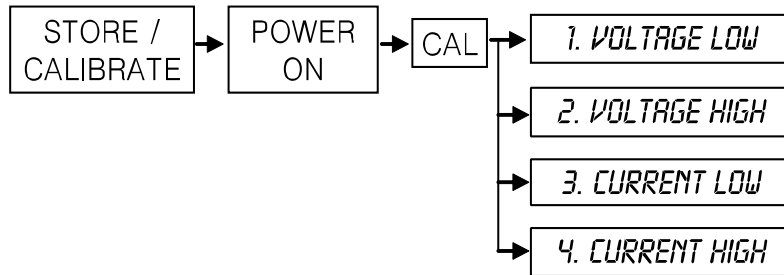 STORE /
CALIBRATE
POWER
ON
CAL
1. VOLTAGE LOW
2. VOLTAGE HIGH
3. CURRENT LOW
4. CURRENT HIGH